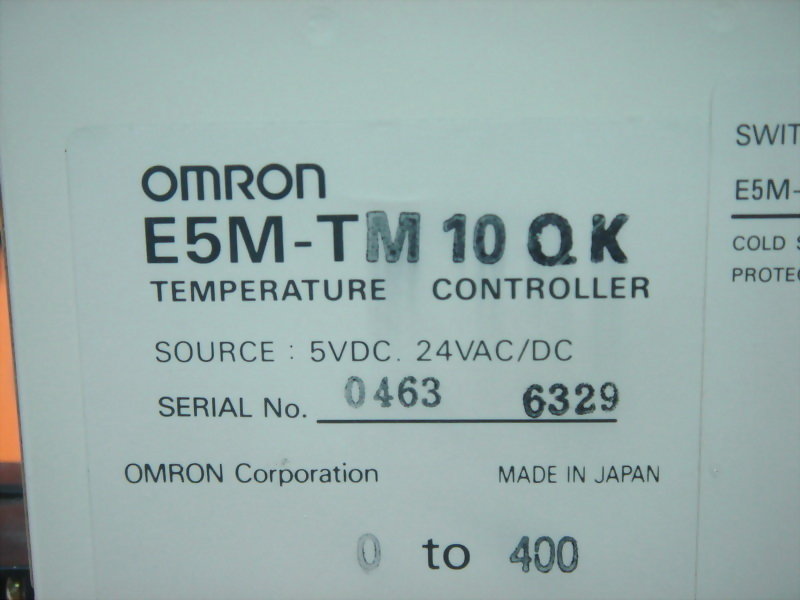 OMRON
E5M-TM 10 QK
TEMPERATURE CONTROLLER
SOURCE : 5VDC. 24VAC/DC
SERIAL No. 0463 6329
OMRON Corporation MADE IN JAPAN
0 to 400
SWIT
E5M-
COLD S
PROTEC